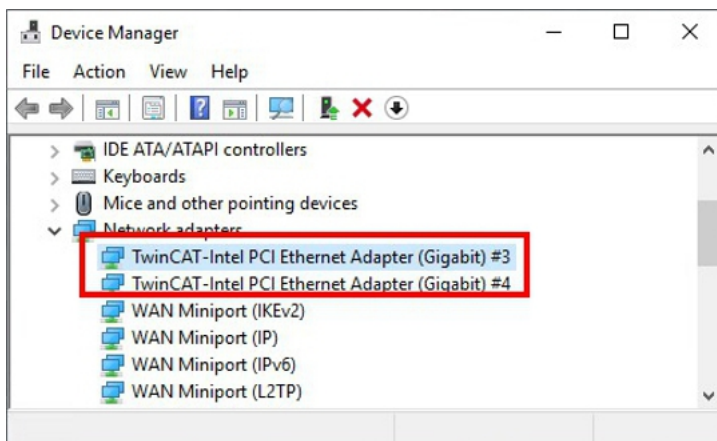 Device Manager
File Action View Help
IDE ATA/ATAPI controllers
Keyboards
Mice and other pointing devices
Network adapters
TwinCAT-Intel PCI Ethernet Adapter (Gigabit) #3
TwinCAT-Intel PCI Ethernet Adapter (Gigabit) #4
WAN Miniport (IKEv2)
WAN Miniport (IP)
WAN Miniport (IPv6)
WAN Miniport (L2TP)